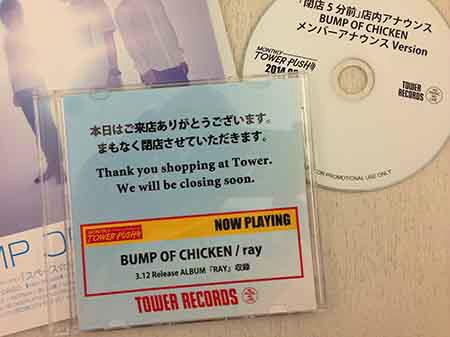 「閉店5分前」店内アナウンス
BUMP OF CHICKEN
メンバーアナウンス Version
MONTHLY
TOWER PUSH!!
2014
TOWER
RECORDS
PROMOTIONAL USE ONLY
本日はご来店ありがとうございます。
まもなく閉店させていただきます。
Thank you shopping at Tower.
We will be closing soon.
MONTHLY
TOWER PUSH!!
NOW PLAYING
BUMP OF CHICKEN / ray
3.12 Release ALBUM「RAY」収録
TOWER RECORDS